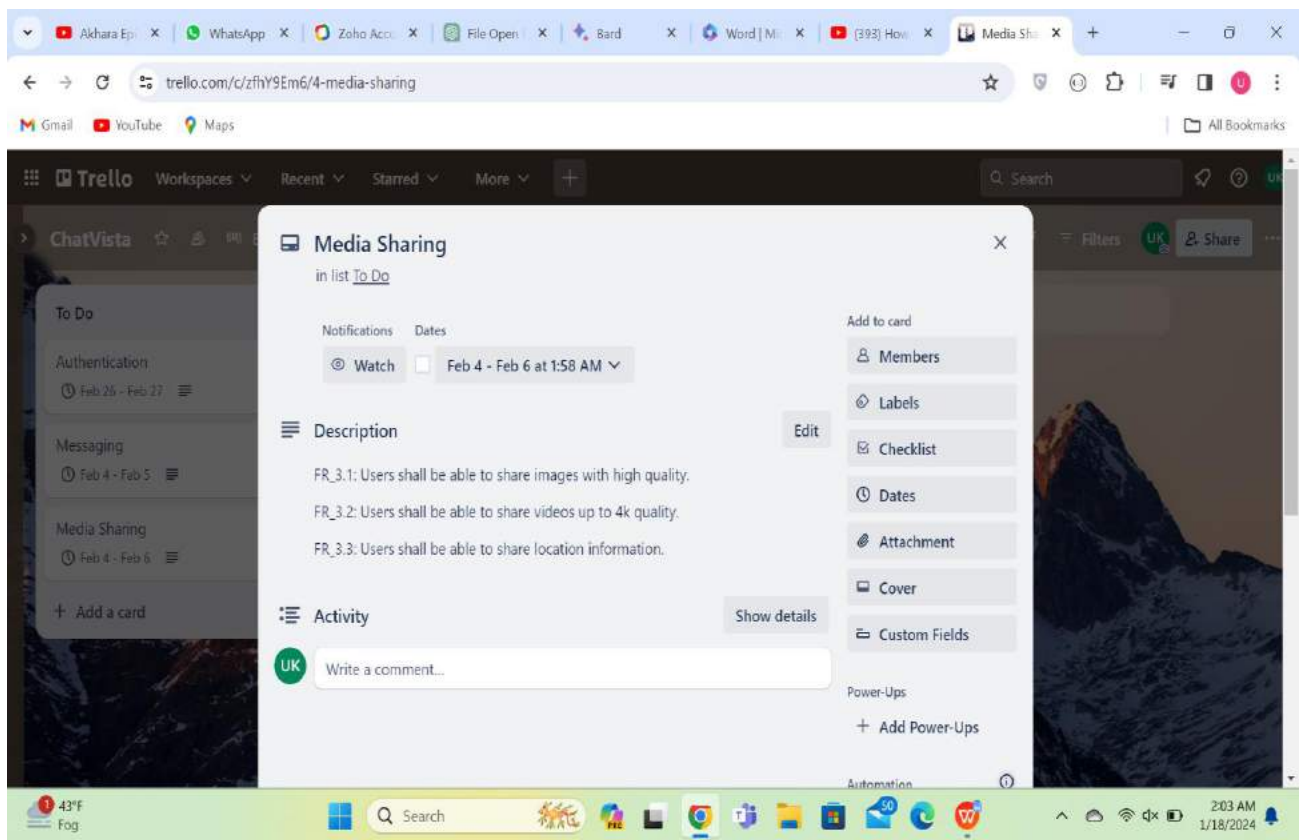 Akhara Ep
WhatsApp
Zoho Acc
File Open
Bard
Word | Mi
(393) How
Media Sha
trello.com/c/zfhY9Em6/4-media-sharing
Gmail YouTube Maps
All Bookmarks
Trello Workspaces Recent Starred More
Search
UK
ChatVista
Filters UK Share
Media Sharing
in list To Do
To Do
Authentication
Feb 26 - Feb 27
Messaging
Feb 4 - Feb 5
Media Sharing
Feb 4 - Feb 6
+ Add a card
Notifications Dates
Watch Feb 4 - Feb 6 at 1:58 AM
Description Edit
FR_3.1: Users shall be able to share images with high quality.
FR_3.2: Users shall be able to share videos up to 4k quality.
FR_3.3: Users shall be able to share location information.
Activity Show details
UK Write a comment...
Add to card
Members
Labels
Checklist
Dates
Attachment
Cover
Custom Fields
Power-Ups
+ Add Power-Ups
Automation
1
43°F
Fog
Search
50
2:03 AM
1/18/2024